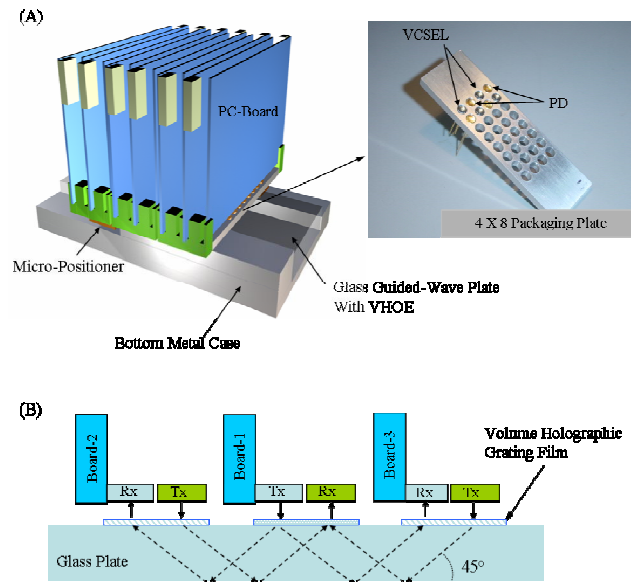 (A)
VCSEL
PD
PC-Board
4 X 8 Packaging Plate
Micro-Positioner
Glass Guided-Wave Plate
With VHOE
Bottom Metal Case
(B)
Board-2
Board-1
Board-3
Volume Holographic
Grating Film
Rx
Tx
Tx
Rx
Rx
Tx
Glass Plate
45°